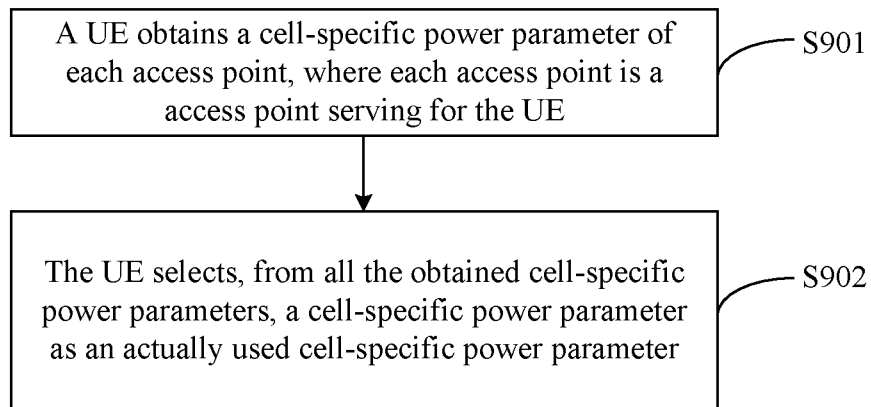 A UE obtains a cell-specific power parameter of
each access point, where each access point is a
access point serving for the UE
S901
The UE selects, from all the obtained cell-specific
power parameters, a cell-specific power parameter
as an actually used cell-specific power parameter
S902